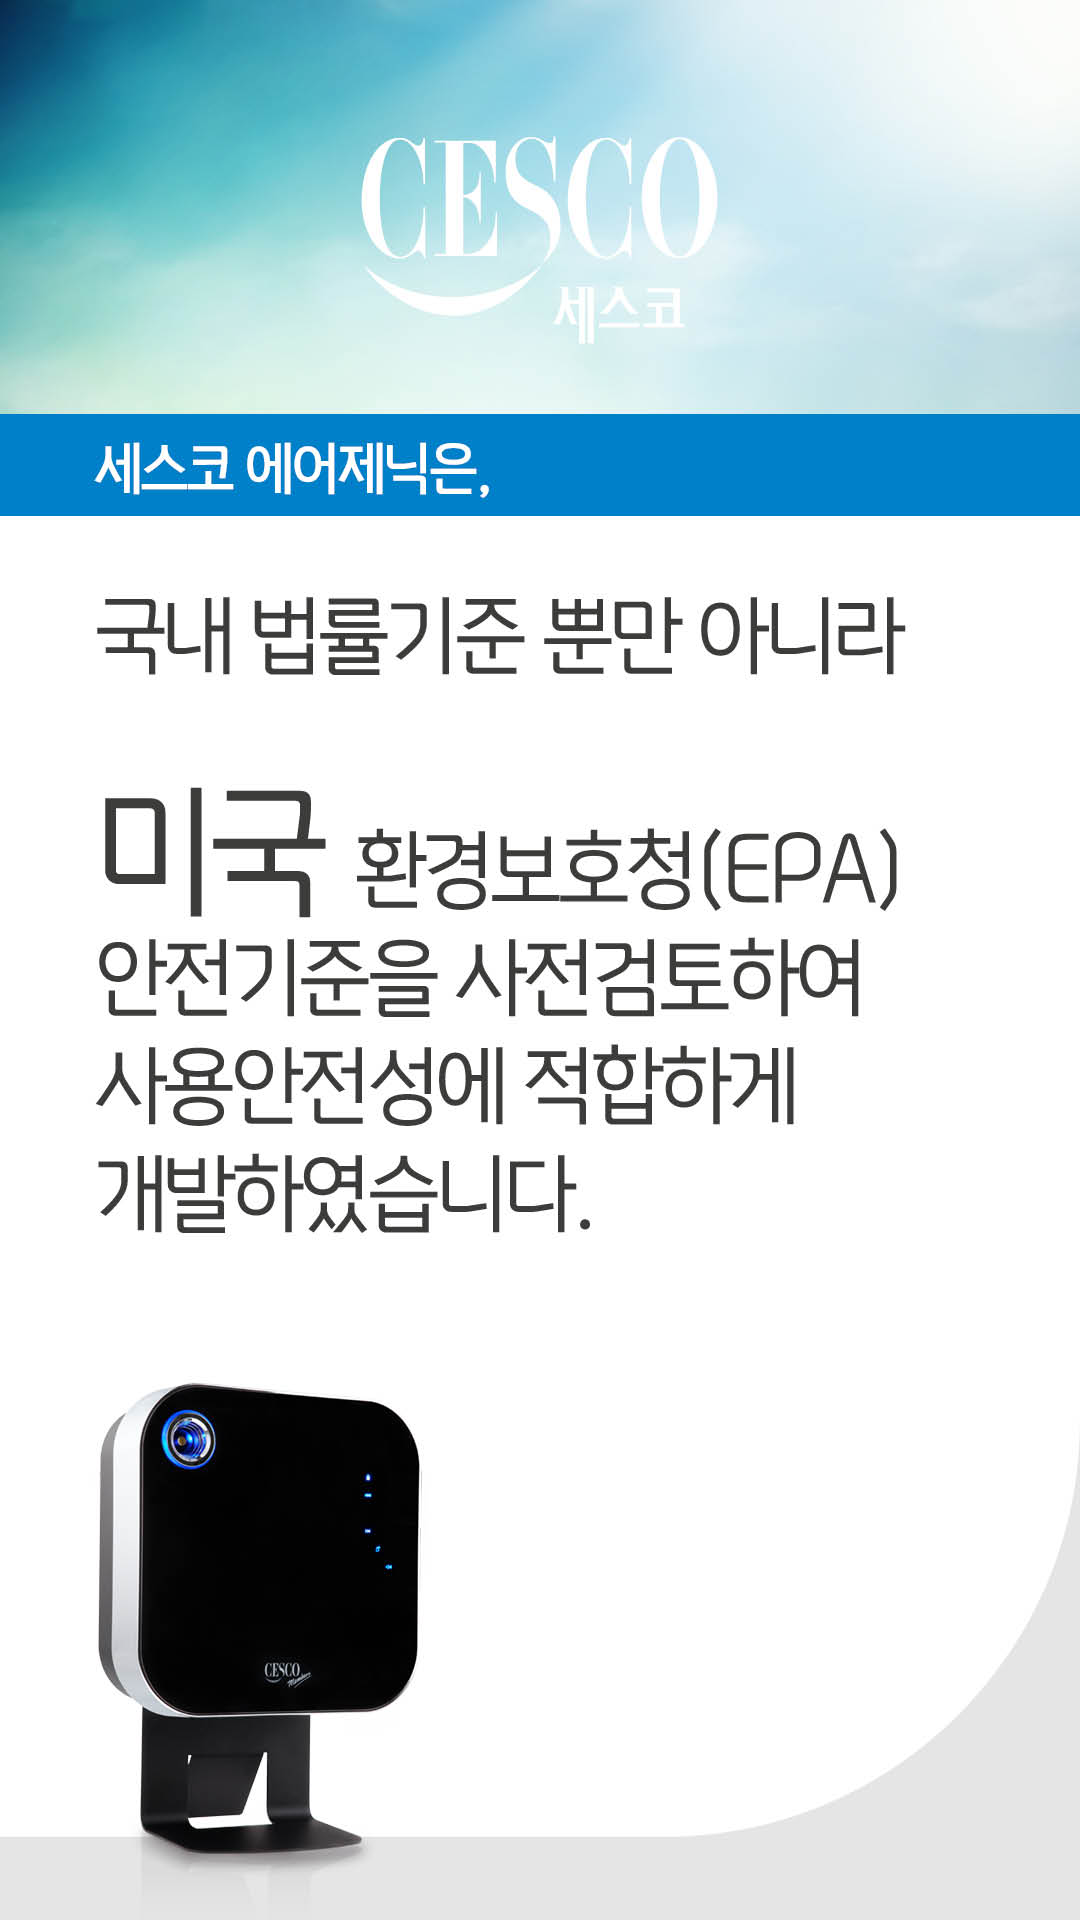 CESCO
세스코
세스코 에어제닉은,
국내 법률기준 뿐만 아니라
미국 환경보호청(EPA)
안전기준을 사전검토하여
사용안전성에 적합하게
개발하였습니다.
CESCO
Members